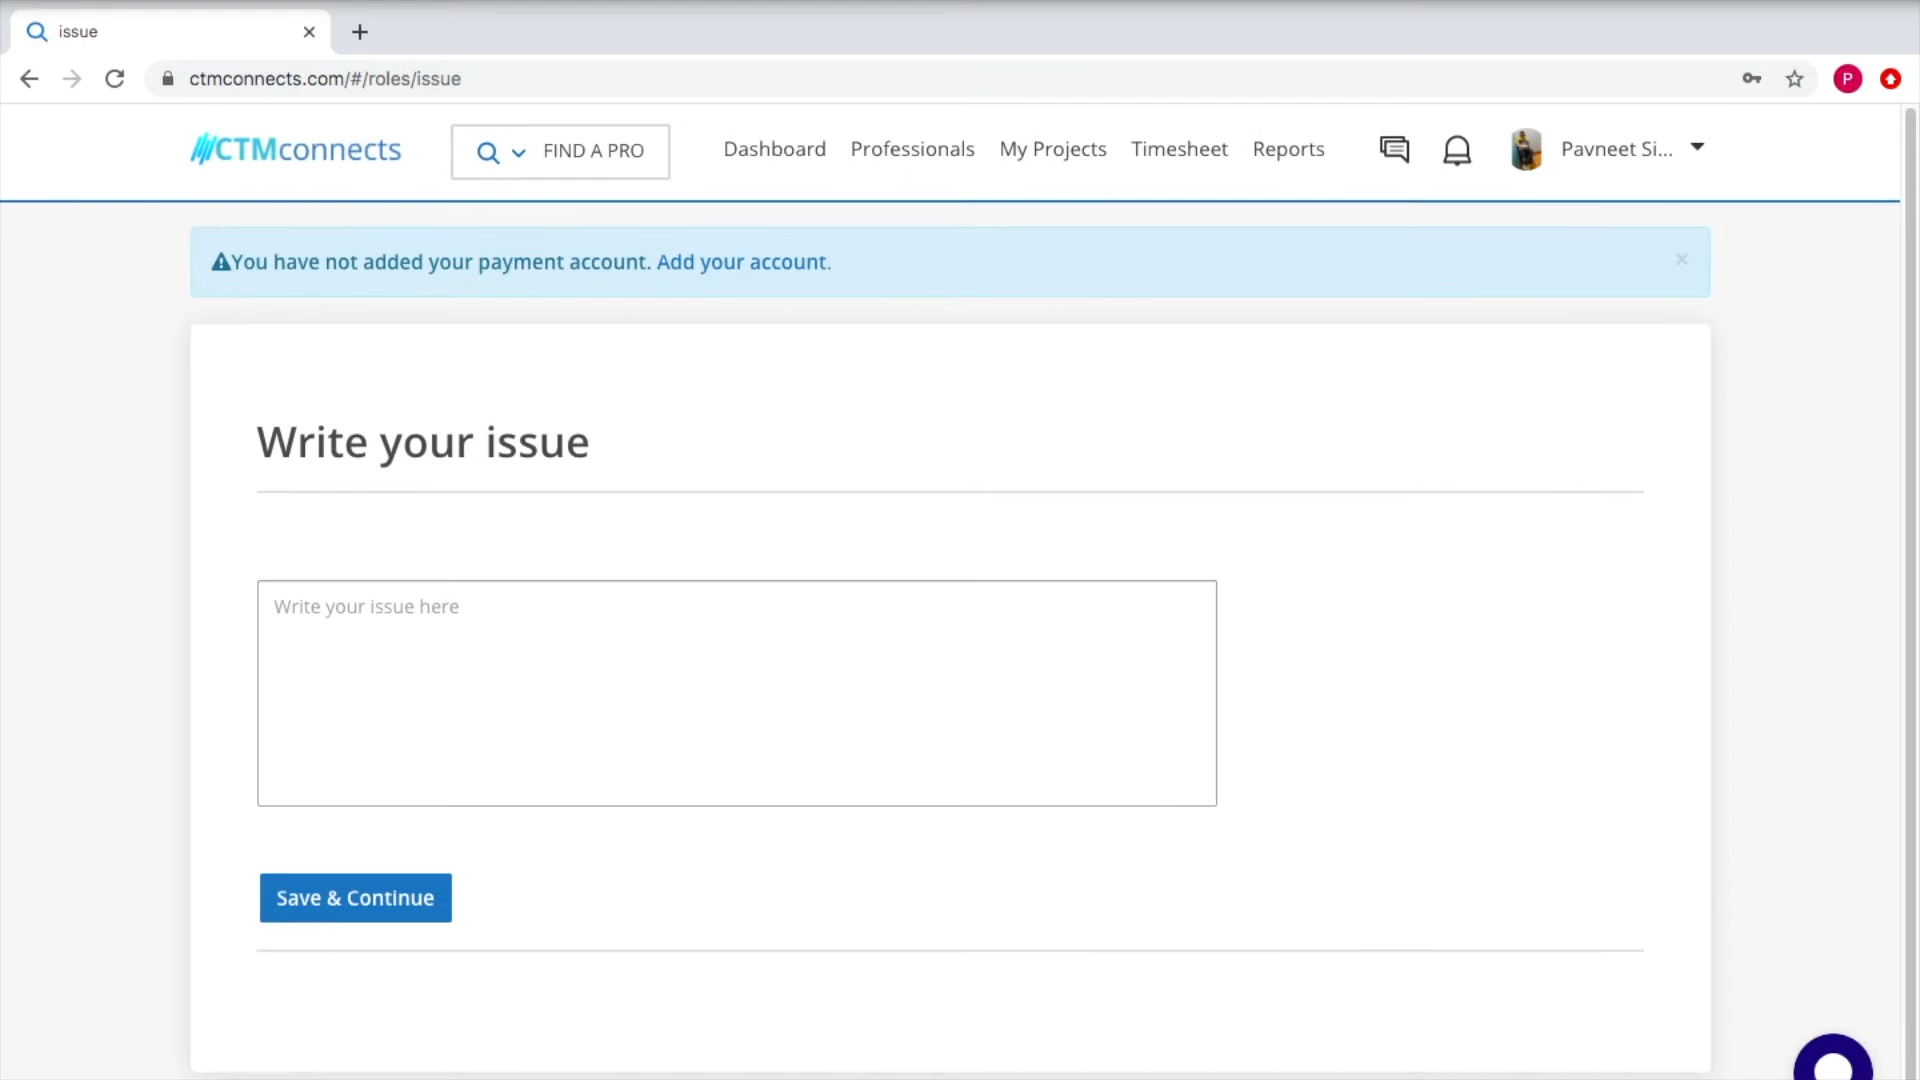 issue
ctmconnects.com/#/roles/issue
P
CTMconnects
FIND A PRO
Dashboard
Professionals
My Projects
Timesheet
Reports
Pavneet Si...
You have not added your payment account. Add your account.
Write your issue
Write your issue here
Save & Continue